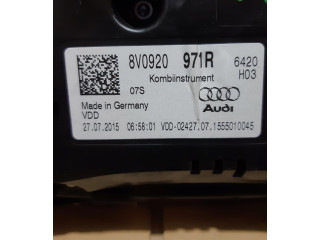 8V0920 971R 6420
Kombiinstrument H03
07S
Made in Germany
VDD Audi
27.07.2015 06:56:01 VDD-02427.07.1555010045